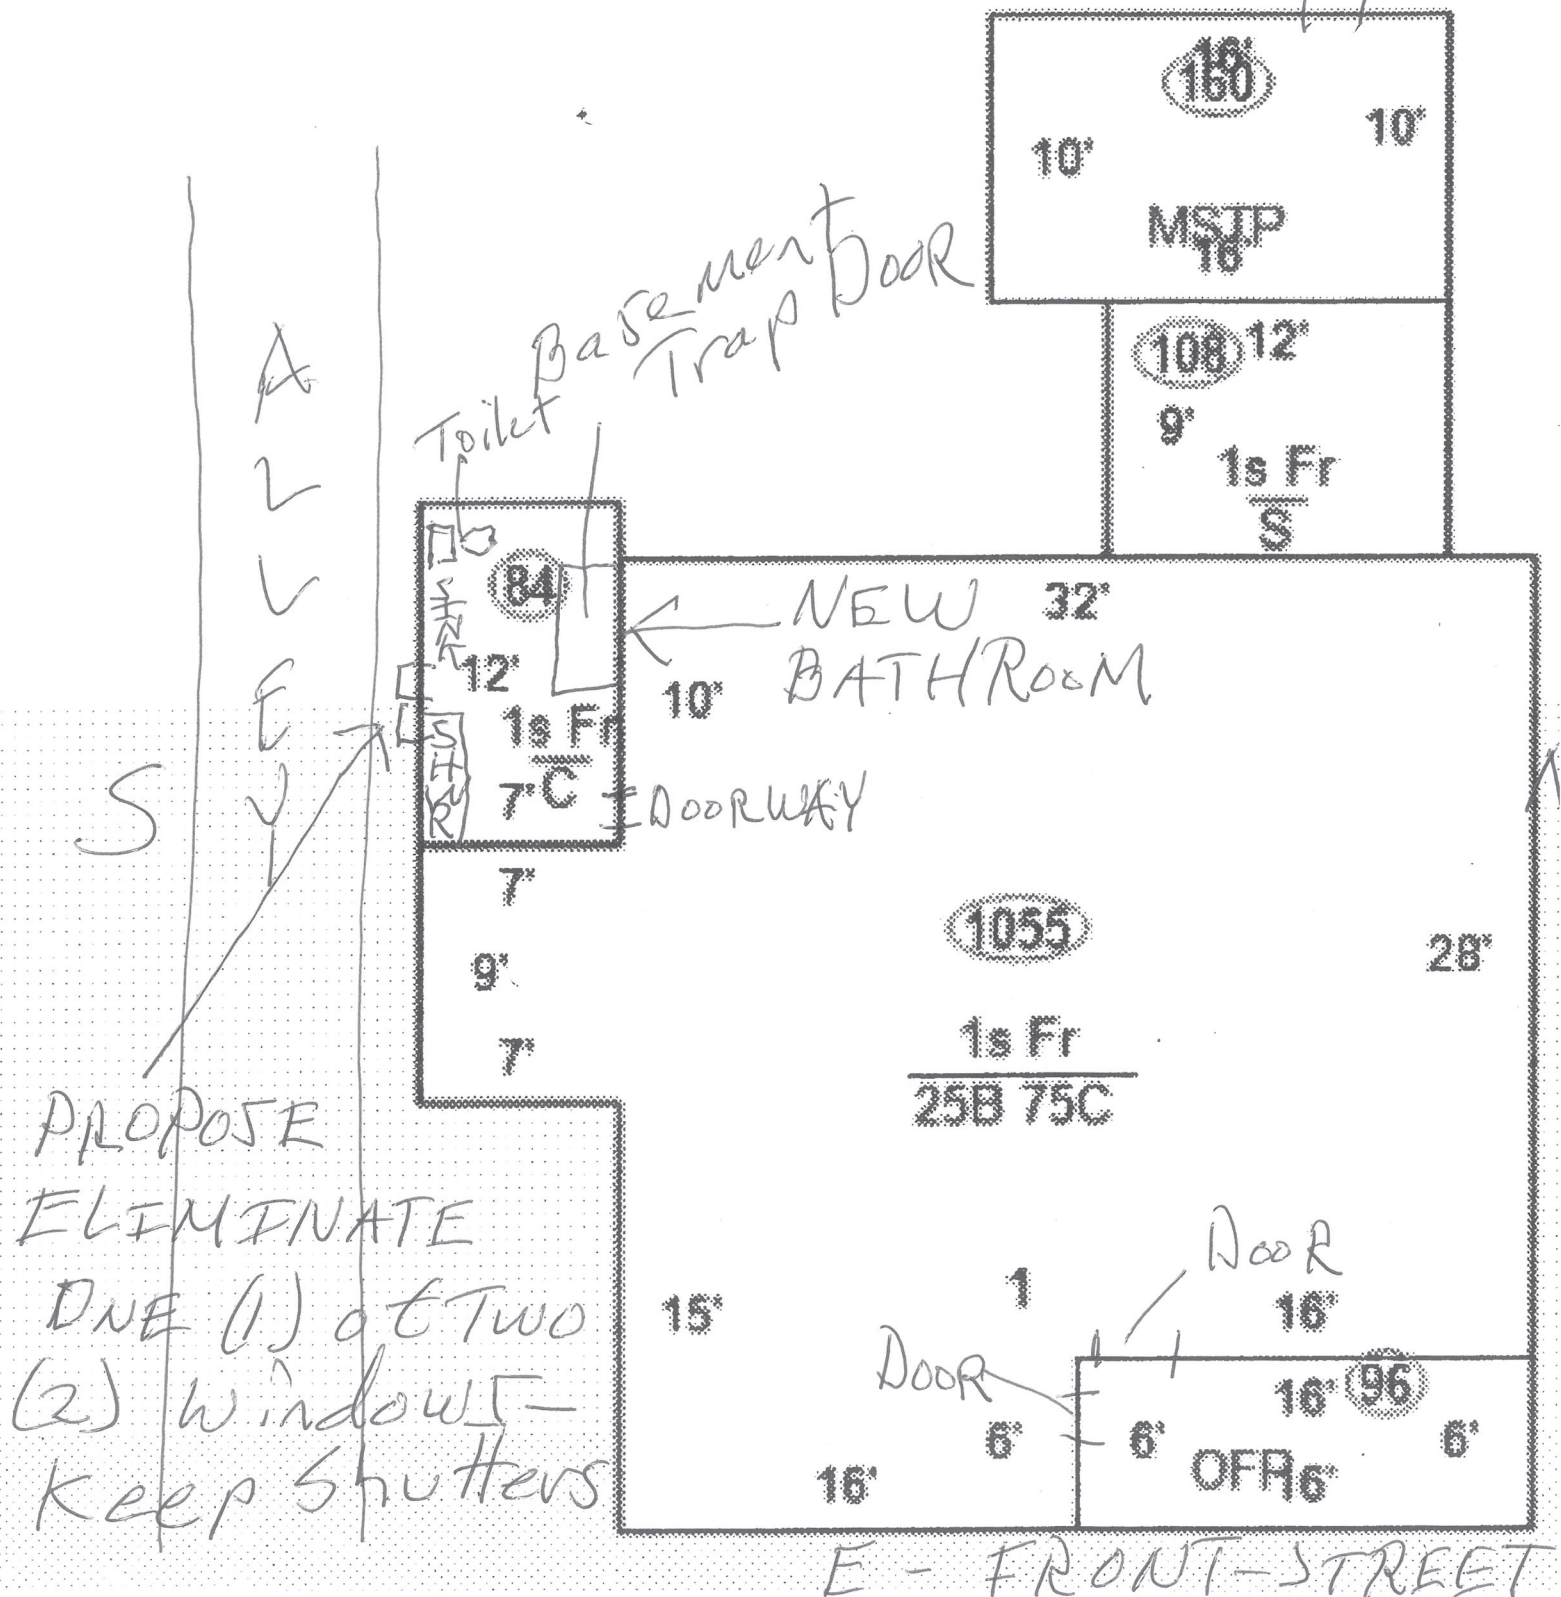 16'
160
10'
10'
MSTP
16'
Basement
Trap Door
Toilet
108
12'
9'
1s Fr
S
ALLEY
84
SINK
12'
1s Fr
C
7'
SHWR
NEW
BATHROOM
32'
10'
DOORWAY
S
7'
9'
7'
1055
28'
1s Fr
25B 75C
PROPOSE
ELIMINATE
ONE (1) of TWO
(2) windows-
Keep Shutters
15'
1
Door
16'
Door
16'
96
6'
6'
6'
OFP
16'
16'
E - FRONT-STREET